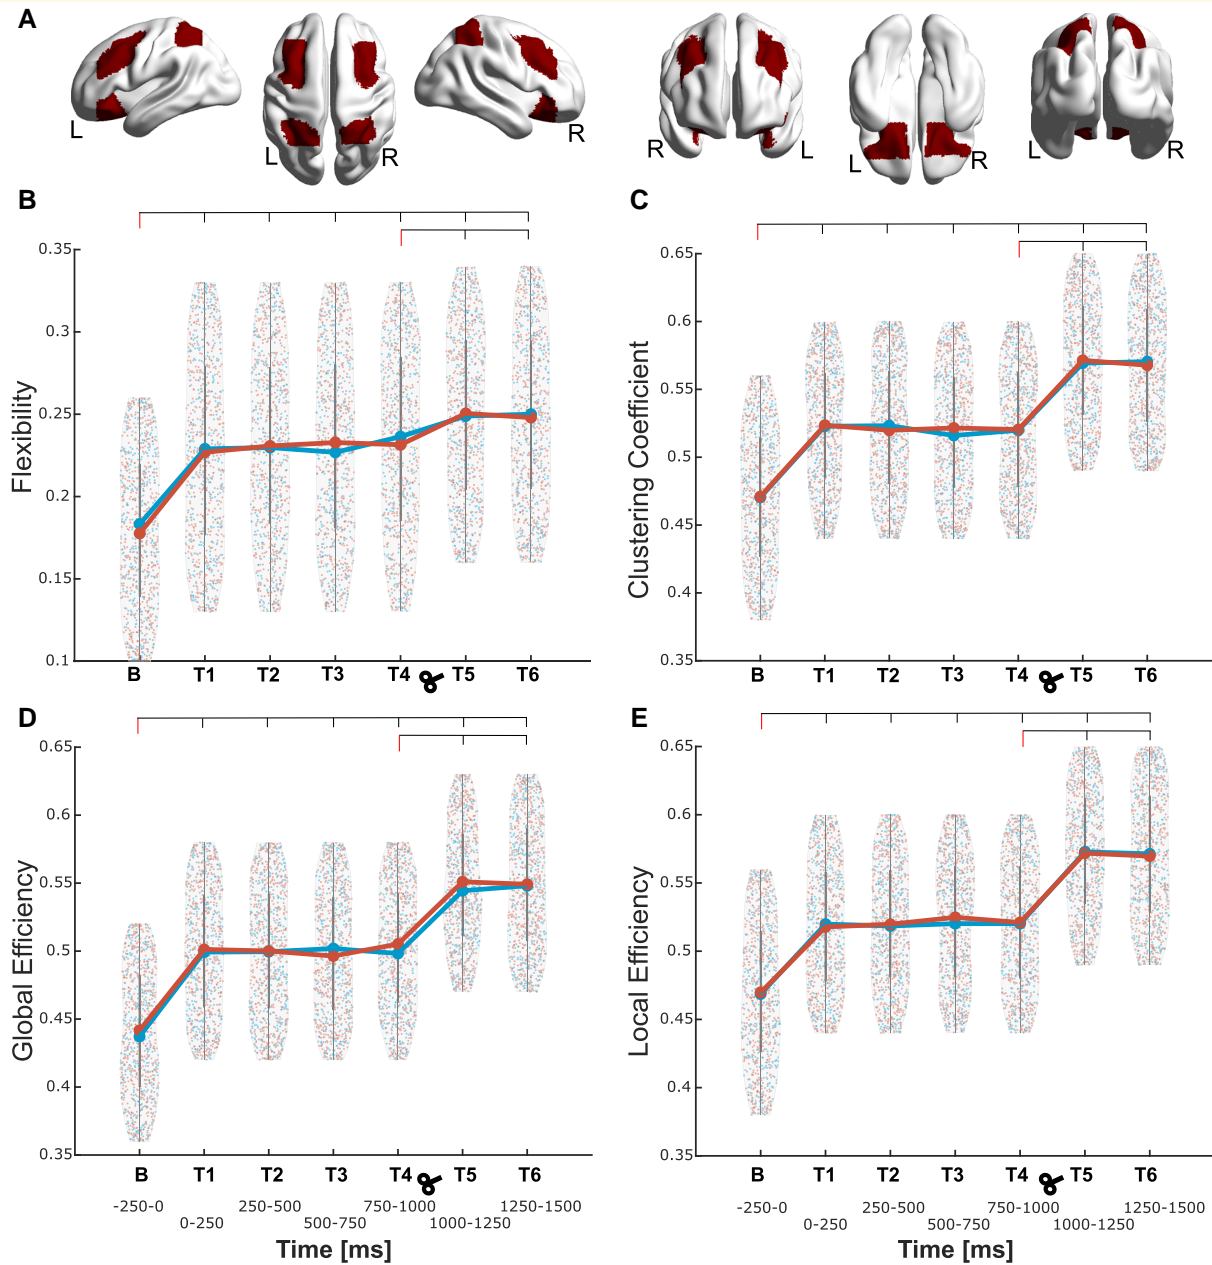 A
L
L
R
R
R
L
L
R
L
R
B
0.35
0.3
0.25
0.2
0.15
0.1
Flexibility
B T1 T2 T3 T4 T5 T6
C
0.65
0.6
0.55
0.5
0.45
0.4
0.35
Clustering Coefficient
B T1 T2 T3 T4 T5 T6
D
0.65
0.6
0.55
0.5
0.45
0.4
0.35
Global Efficiency
B T1 T2 T3 T4 T5 T6
-250-0 250-500 750-1000 1250-1500
0-250 500-750 1000-1250
Time [ms]
E
0.65
0.6
0.55
0.5
0.45
0.4
0.35
Local Efficiency
B T1 T2 T3 T4 T5 T6
-250-0 250-500 750-1000 1250-1500
0-250 500-750 1000-1250
Time [ms]